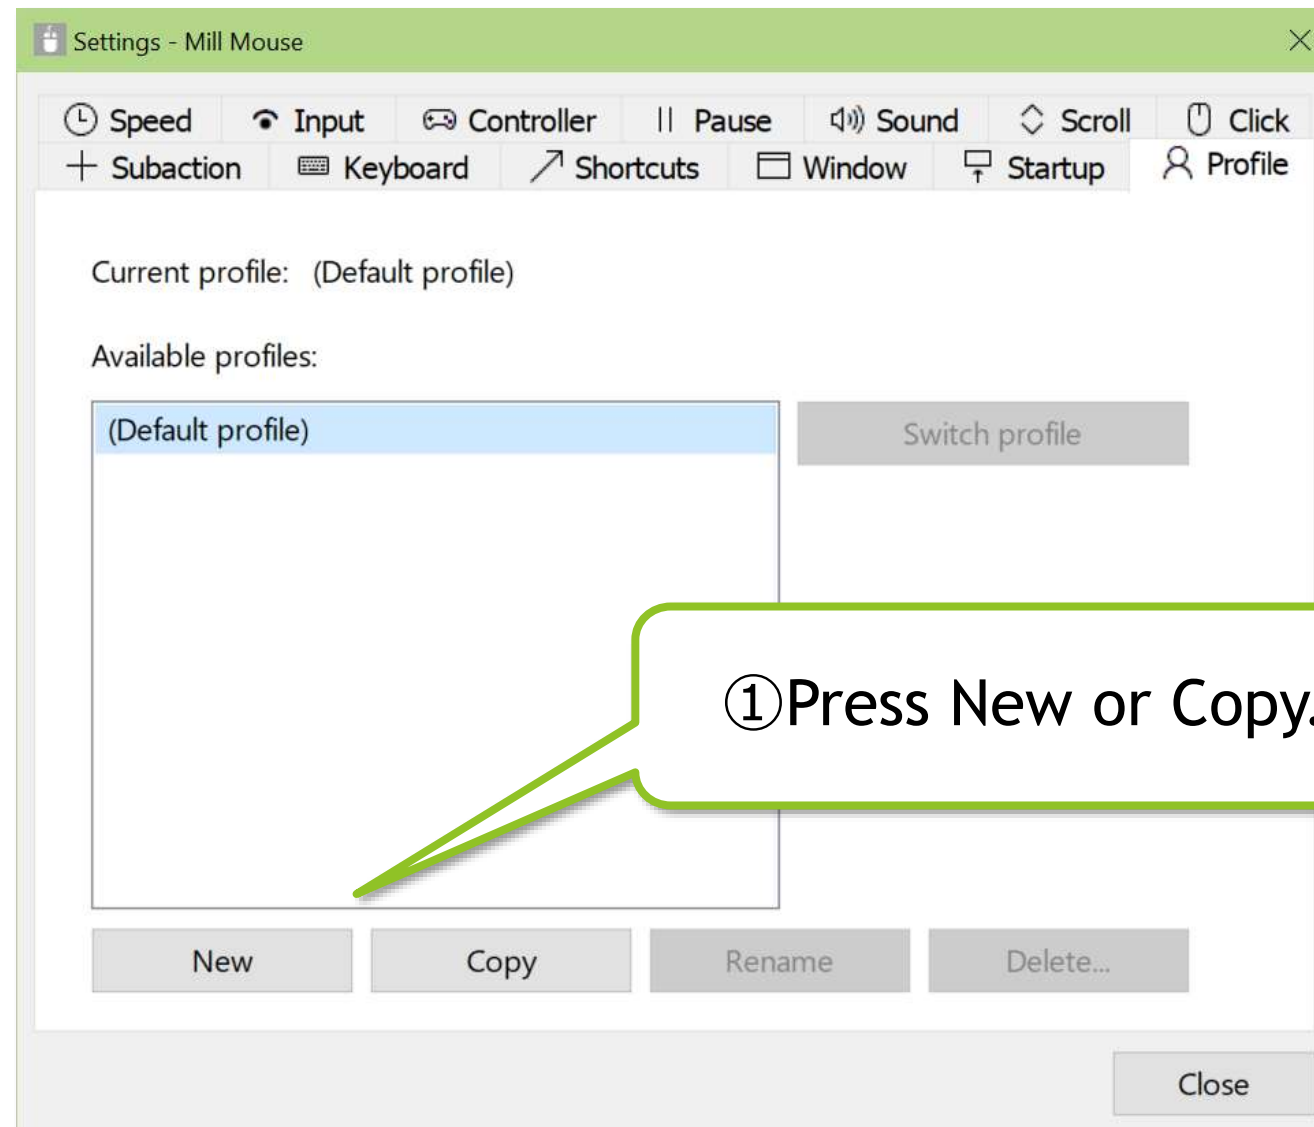 Settings - Mill Mouse
Speed Input Controller Pause Sound Scroll Click
Subaction Keyboard Shortcuts Window Startup Profile
Current profile: (Default profile)
Available profiles:
(Default profile)
Switch profile
①Press New or Copy.
New Copy Rename Delete...
Close